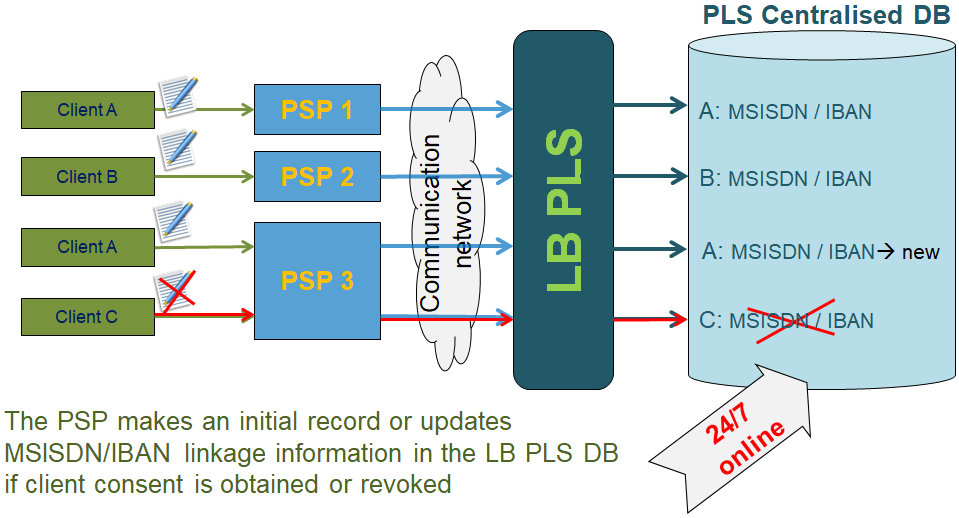 PLS Centralised DB
Client A
PSP 1
A: MSISDN / IBAN
Client B
PSP 2
B: MSISDN / IBAN
Client A
PSP 3
A: MSISDN / IBAN→ new
Client C
C: MSISDN / IBAN
Communication
network
LB PLS
24/7
online
The PSP makes an initial record or updates
MSISDN/IBAN linkage information in the LB PLS DB
if client consent is obtained or revoked